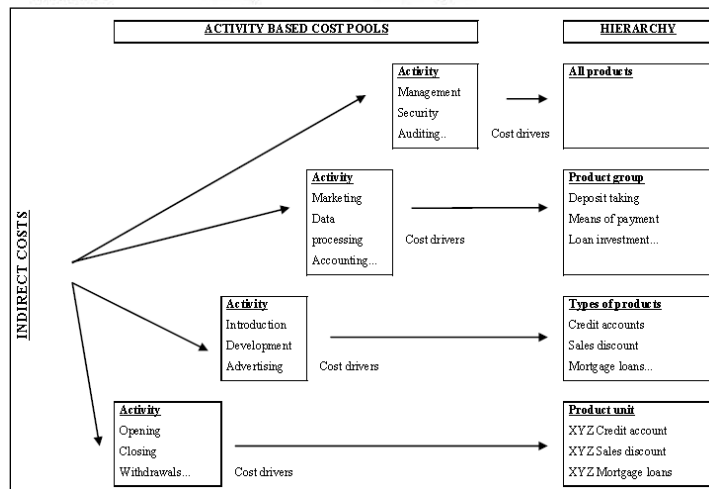 ACTIVITY BASED COST POOLS
HIERARCHY
INDIRECT COSTS
Activity
Management
Security
Auditing..
Cost drivers
All products
Activity
Marketing
Data
processing
Accounting...
Cost drivers
Product group
Deposit taking
Means of payment
Loan investment...
Activity
Introduction
Development
Advertising
Cost drivers
Types of products
Credit accounts
Sales discount
Mortgage loans...
Activity
Opening
Closing
Withdrawals...
Cost drivers
Product unit
XYZ Credit account
XYZ Sales discount
XYZ Mortgage loans